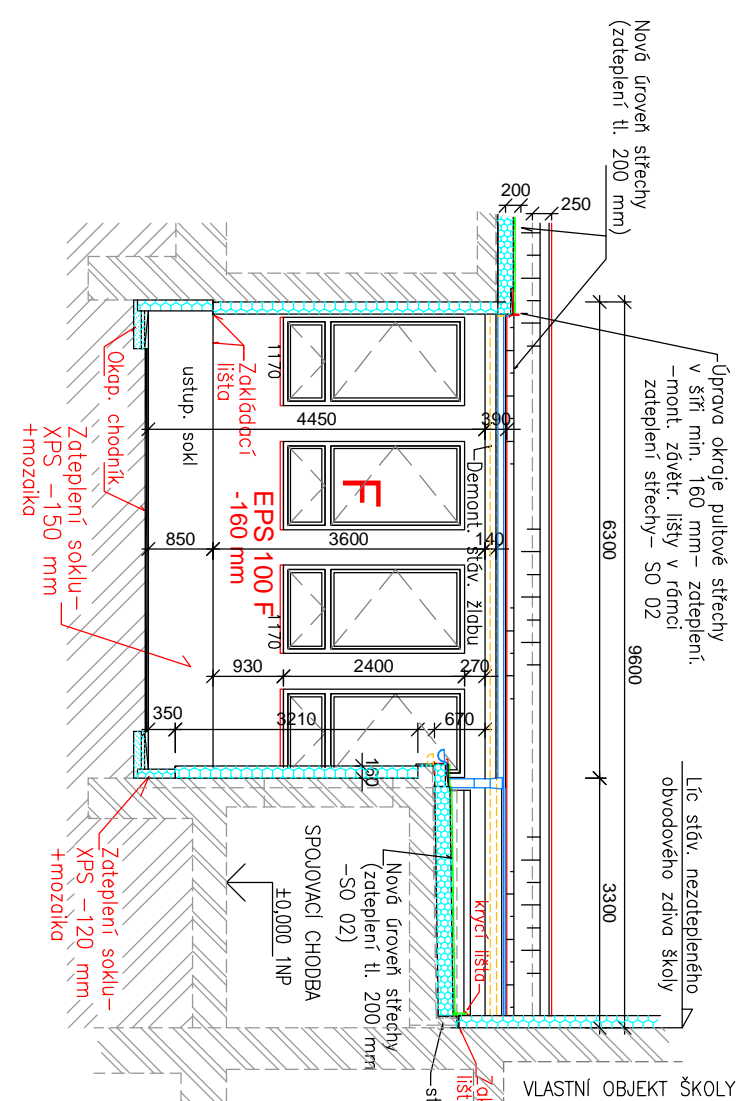 Nová úroveň střechy
(zateplení tl. 200 mm)
200
250
Úprava okraje pultové střechy
v šíři min. 160 mm– zateplení.
–mont. závětr. lišty v rámci
zateplení střechy– SO 02
6300
9600
3300
Líc stáv. nezatepleného
obvodového zdiva školy
Okap. chodník
Zakládací
lišta
ustup. sokl
1170
4450
390
Demont. stáv. žlabu
F
EPS 100 F
-160 mm
850
3600
140
1170
930
2400
270
350
3210
670
160
Zateplení soklu–
XPS –150 mm
+mozaika
Zateplení soklu–
XPS –120 mm
+mozaika
SPOJOVACÍ CHODBA
±0,000 1NP
Nová úroveň střechy
(zateplení tl. 200 mm
–SO 02)
krycí lišta
VLASTNÍ OBJEKT ŠKOLY